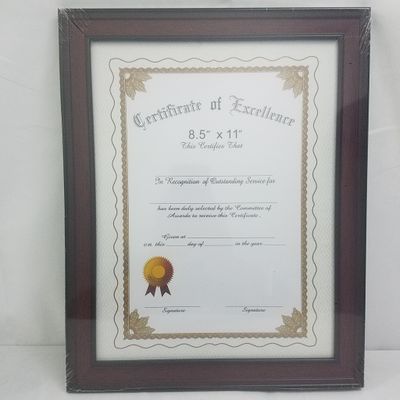 Certificate of Excellence
8.5" x 11"
This Certifies That
In Recognition of Outstanding Service for
has been duly selected by the Committee of
Awards to receive this Certificate.
Given at
on this day of in the year
Signature Signature